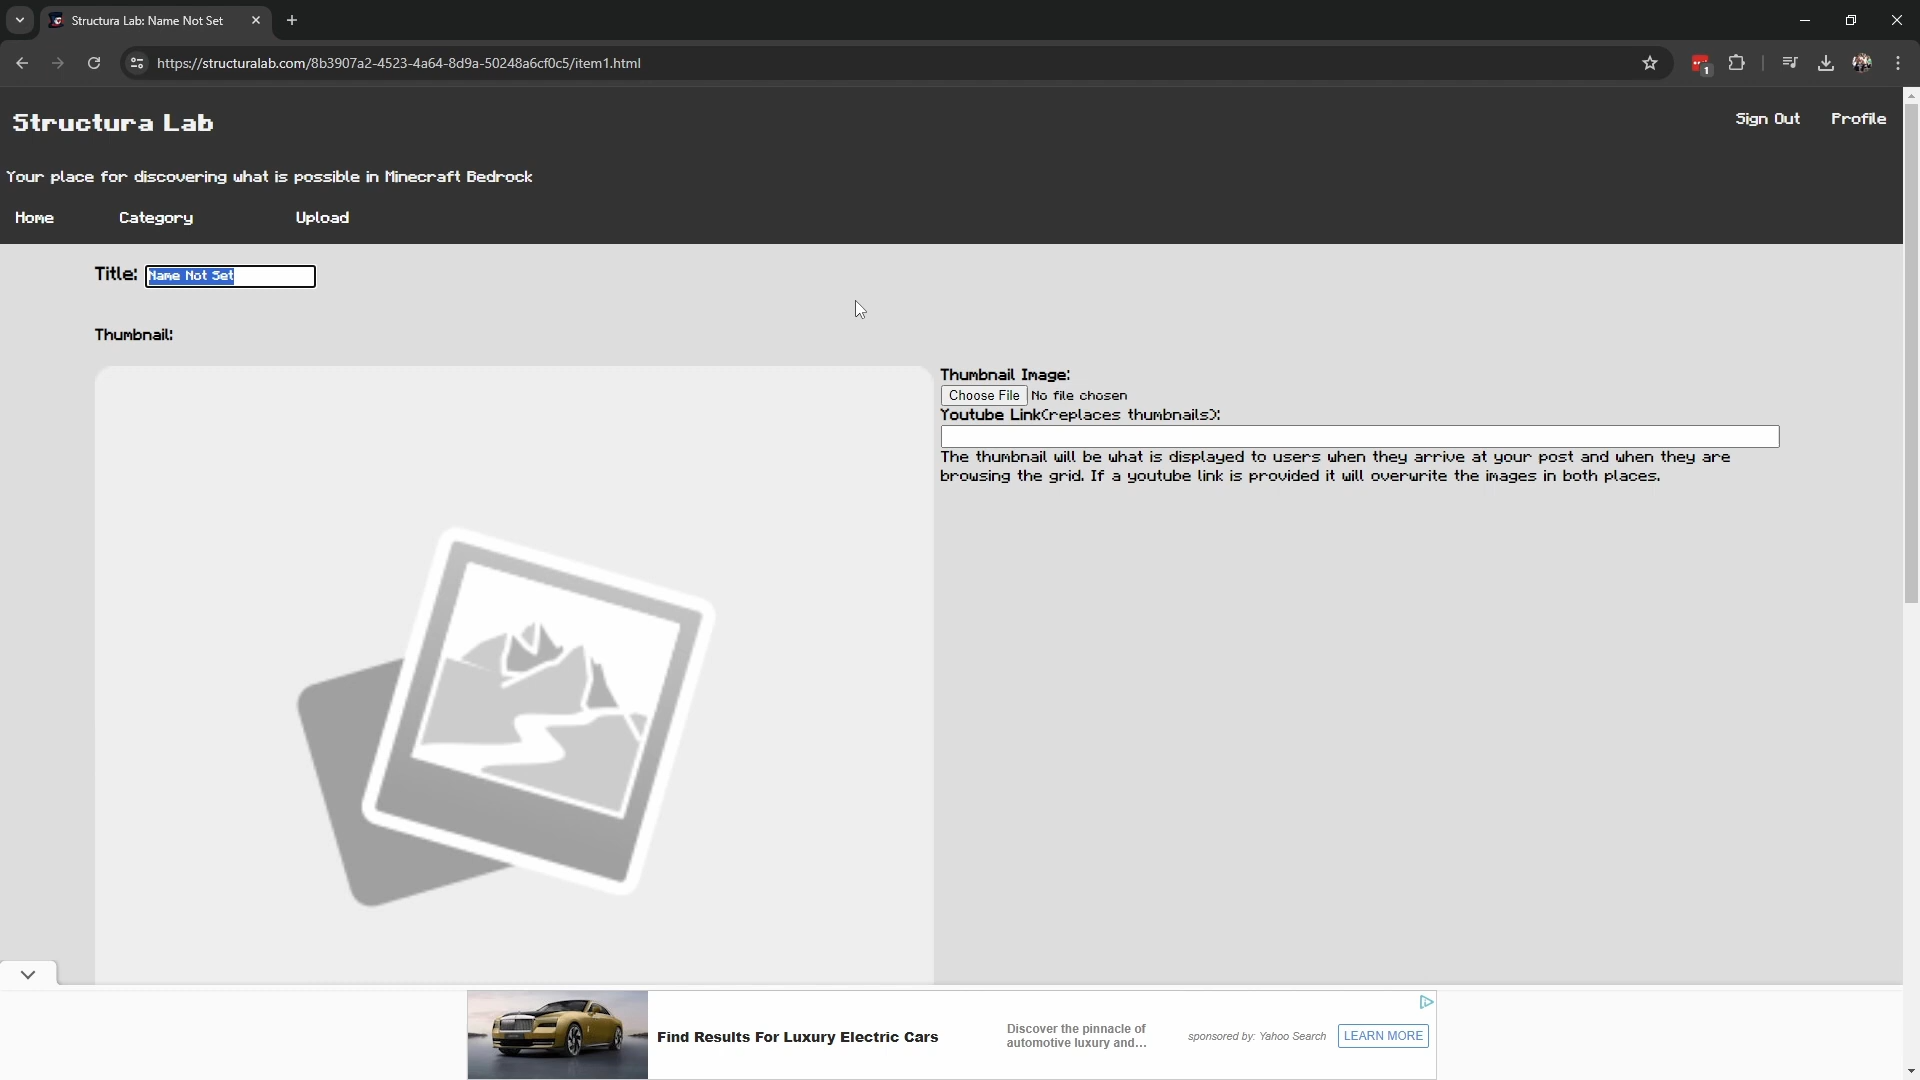 Structura Lab: Name Not Set
https://structuralab.com/8b3907a2-4523-4a64-8d9a-50248a6cf0c5/item1.html
1
Structura Lab
Sign Out
Profile
Your place for discovering what is possible in Minecraft Bedrock
Home
Category
Upload
Title: Name Not Set
Thumbnail:
Thumbnail Image:
Choose File No file chosen
Youtube Link(replaces thumbnails):
The thumbnail will be what is displayed to users when they arrive at your post and when they are
browsing the grid. If a youtube link is provided it will overwrite the images in both places.
Find Results For Luxury Electric Cars
Discover the pinnacle of
automotive luxury and...
sponsored by: Yahoo Search
LEARN MORE